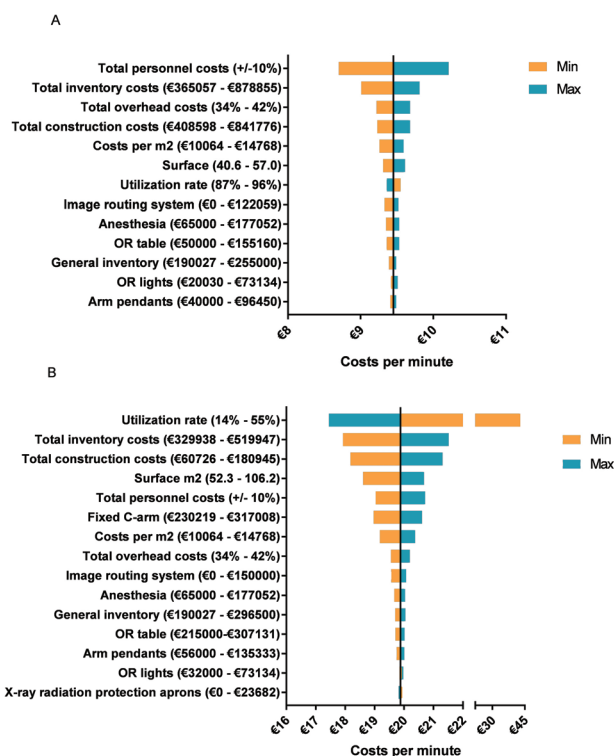 A
Total personnel costs (+/-10%)
Total inventory costs (€365057 - €878855)
Total overhead costs (34% - 42%)
Total construction costs (€408598 - €841776)
Costs per m2 (€10064 - €14768)
Surface (40.6 - 57.0)
Utilization rate (87% - 96%)
Image routing system (€0 - €122059)
Anesthesia (€65000 - €177052)
OR table (€50000 - €155160)
General inventory (€190027 - €255000)
OR lights (€20030 - €73134)
Arm pendants (€40000 - €96450)
Min
Max
€8 €9 €10 €11
Costs per minute
B
Utilization rate (14% - 55%)
Total inventory costs (€329938 - €519947)
Total construction costs (€60726 - €180945)
Surface m2 (52.3 - 106.2)
Total personnel costs (+/- 10%)
Fixed C-arm (€230219 - €317008)
Costs per m2 (€10064 - €14768)
Total overhead costs (34% - 42%)
Image routing system (€0 - €150000)
Anesthesia (€65000 - €177052)
General inventory (€190027 - €296500)
OR table (€215000-€307131)
Arm pendants (€56000 - €135333)
OR lights (€32000 - €73134)
X-ray radiation protection aprons (€0 - €23682)
Min
Max
€16 €17 €18 €19 €20 €21 €22 €30 €45
Costs per minute